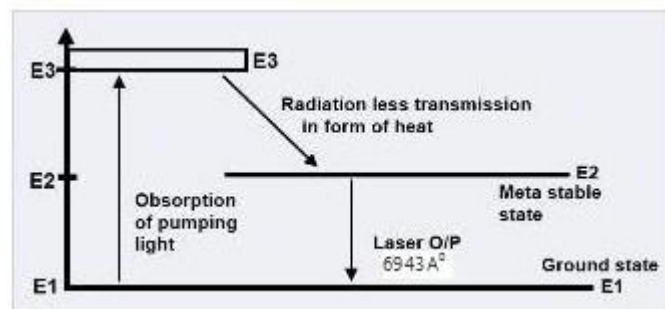 E3
E3
Radiation less transmission
in form of heat
E2
E2
Meta stable
state
Obsorption
of pumping
light
Laser O/P
6943A⁰
Ground state
E1
E1